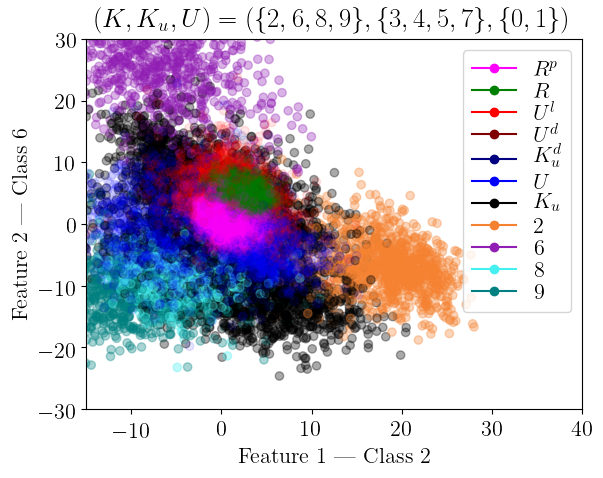 (K, K_u, U) = ({2, 6, 8, 9}, {3, 4, 5, 7}, {0, 1})
30
20
10
0
−10
−20
−30
Feature 2 — Class 6
R^p
R
U^l
U^d
K_u^d
U
K_u
2
6
8
9
−10 0 10 20 30 40
Feature 1 — Class 2